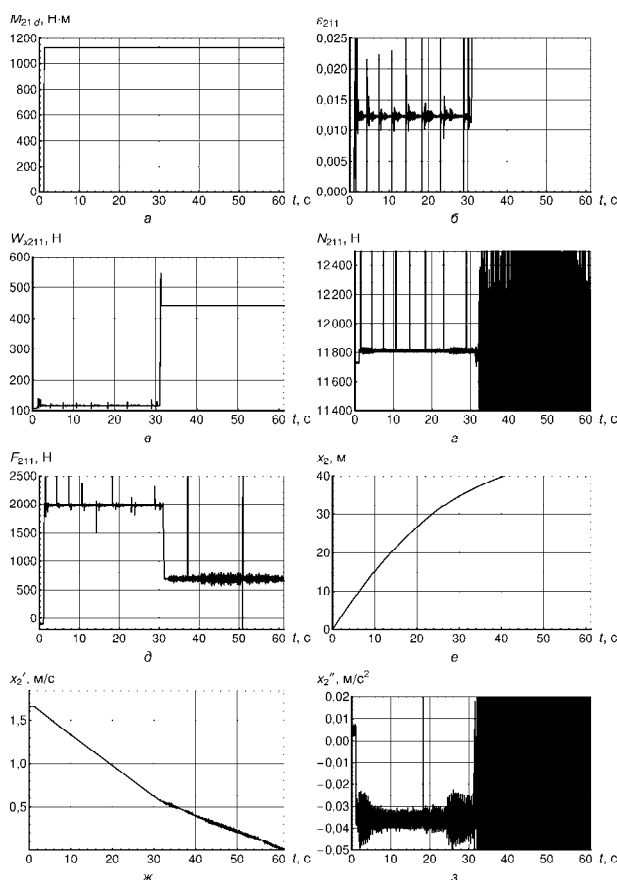 M21 d, Н·м
1200
1000
800
600
400
200
0
0 10 20 30 40 50 60 t, с
а
ε211
0,025
0,020
0,015
0,010
0,005
0,000
0 10 20 30 40 50 60 t, с
б
Wx211, Н
600
500
400
300
200
100
0 10 20 30 40 50 60 t, с
в
N211, Н
12400
12200
12000
11800
11600
11400
0 10 20 30 40 50 60 t, с
г
F211, Н
2500
2000
1500
1000
500
0
0 10 20 30 40 50 60 t, с
д
x2, м
40
30
20
10
0
0 10 20 30 40 50 60 t, с
е
x2′, м/с
1,5
1,0
0,5
0 10 20 30 40 50 60 t, с
ж
x2″, м/с2
0,02
0,01
0,00
−0,01
−0,02
−0,03
−0,04
−0,05
0 10 20 30 40 50 60 t, с
з